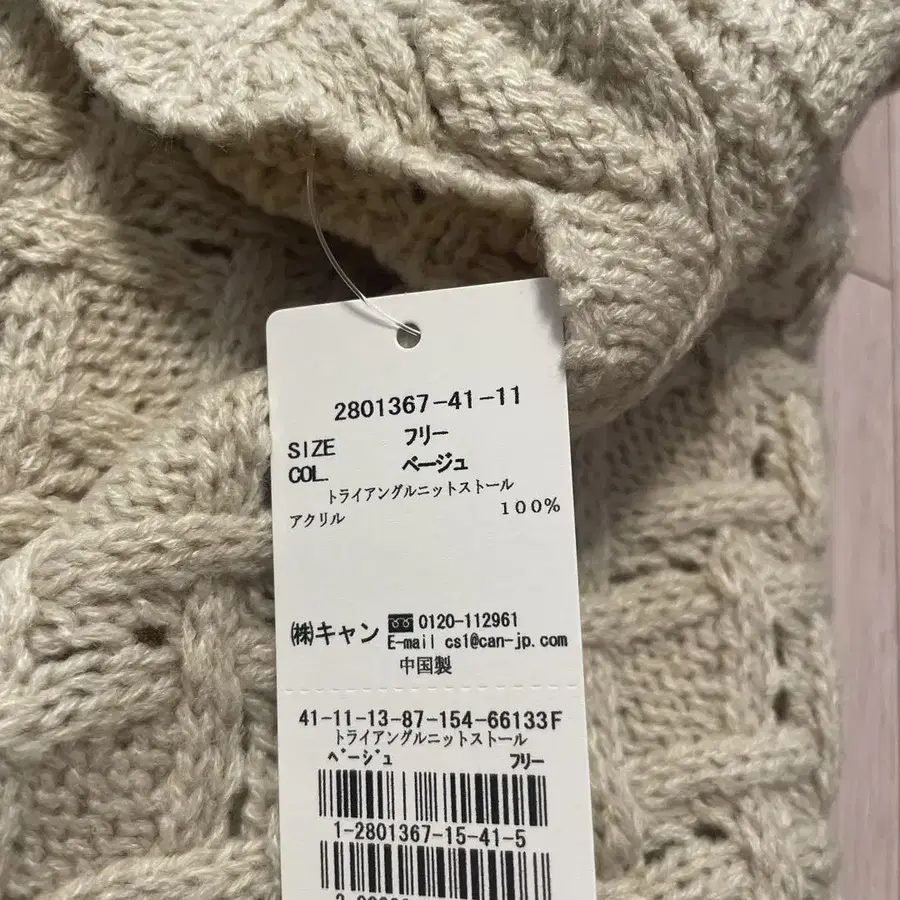 2801367-41-11
SIZE フリー
COL. ベージュ
トライアングルニットストール
アクリル 100%
㈱キャン 0120-112961
E-mail cs1@can-jp.com
中国製
41-11-13-87-154-66133F
トライアングルニットストール
ベージュ フリー
1-2801367-15-41-5